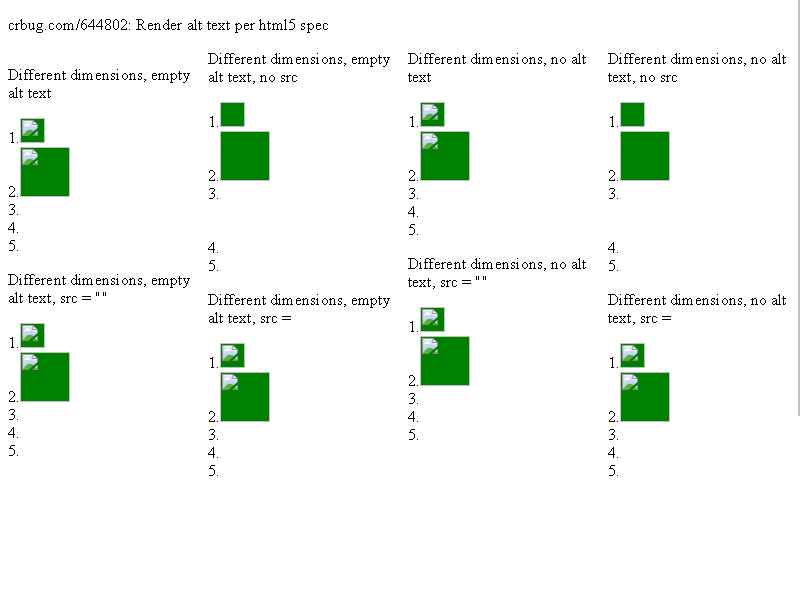 crbug.com/644802: Render alt text per html5 spec
Different dimensions, empty
alt text
1.
2.
3.
4.
5.
Different dimensions, empty
alt text, src = ""
1.
2.
3.
4.
5.
Different dimensions, empty
alt text, no src
1.
2.
3.
4.
5.
Different dimensions, empty
alt text, src =
1.
2.
3.
4.
5.
Different dimensions, no alt
text
1.
2.
3.
4.
5.
Different dimensions, no alt
text, src = ""
1.
2.
3.
4.
5.
Different dimensions, no alt
text, no src
1.
2.
3.
4.
5.
Different dimensions, no alt
text, src =
1.
2.
3.
4.
5.